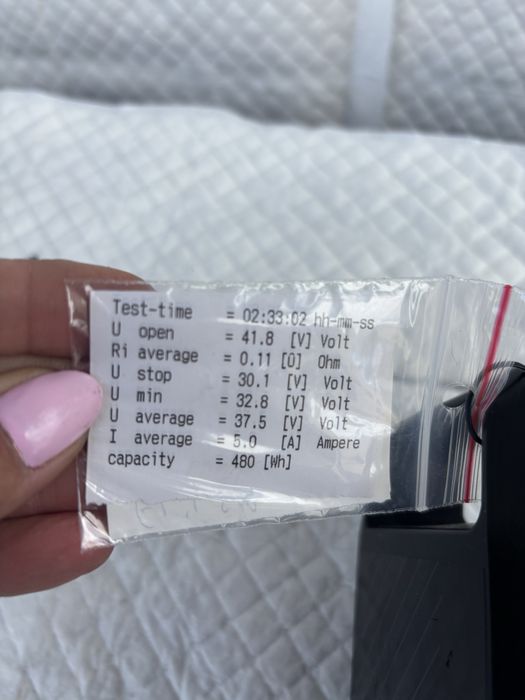 Test-time = 02:33:02 hh-mm-ss
U open = 41.8 [V] Volt
Ri average = 0.11 [O] Ohm
U stop = 30.1 [V] Volt
U min = 32.8 [V] Volt
U average = 37.5 [V] Volt
I average = 5.0 [A] Ampere
capacity = 480 [Wh]